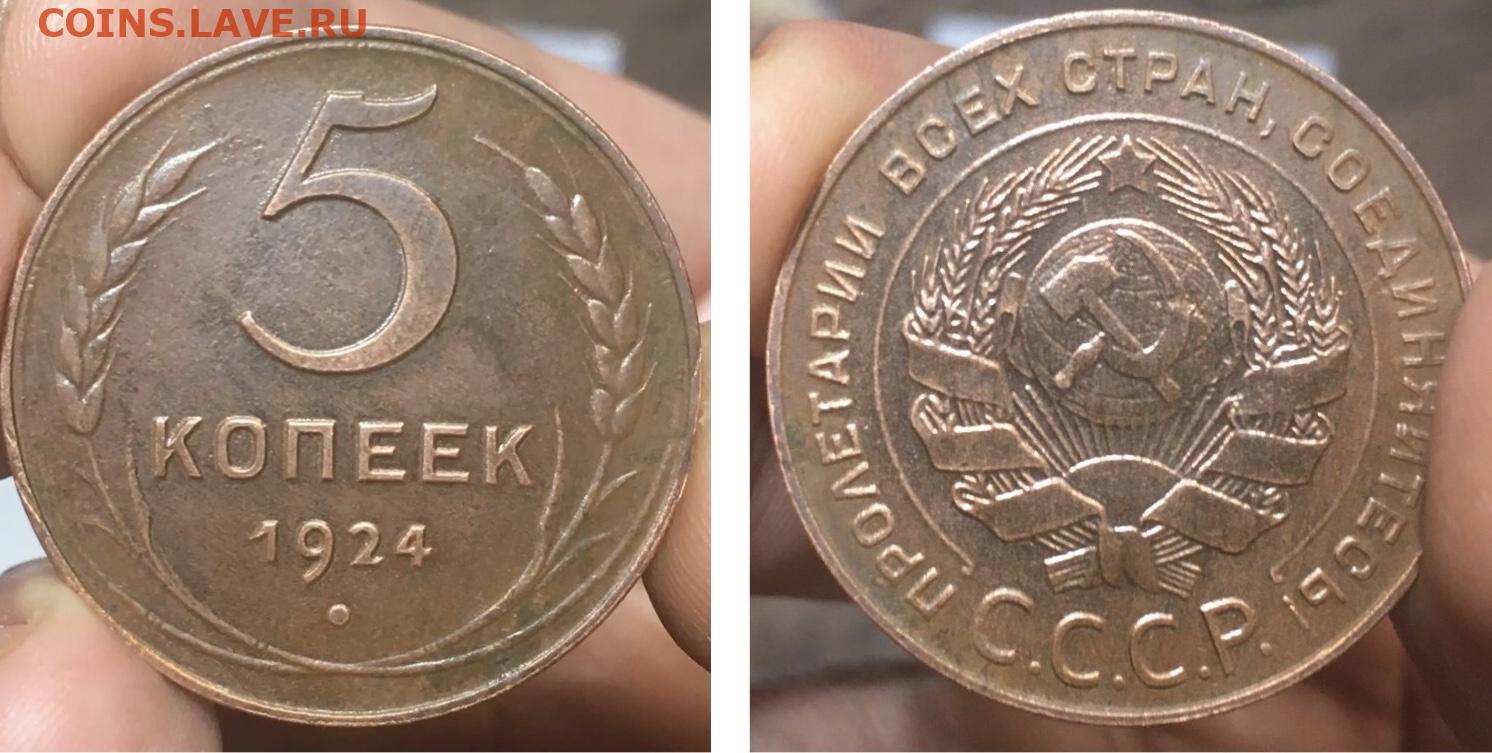 COINS.LAVE.RU
5
КОПЕЕК
1924
ПРОЛЕТАРИИ ВСЕХ СТРАН, СОЕДИНЯЙТЕСЬ!
С.С.С.Р.